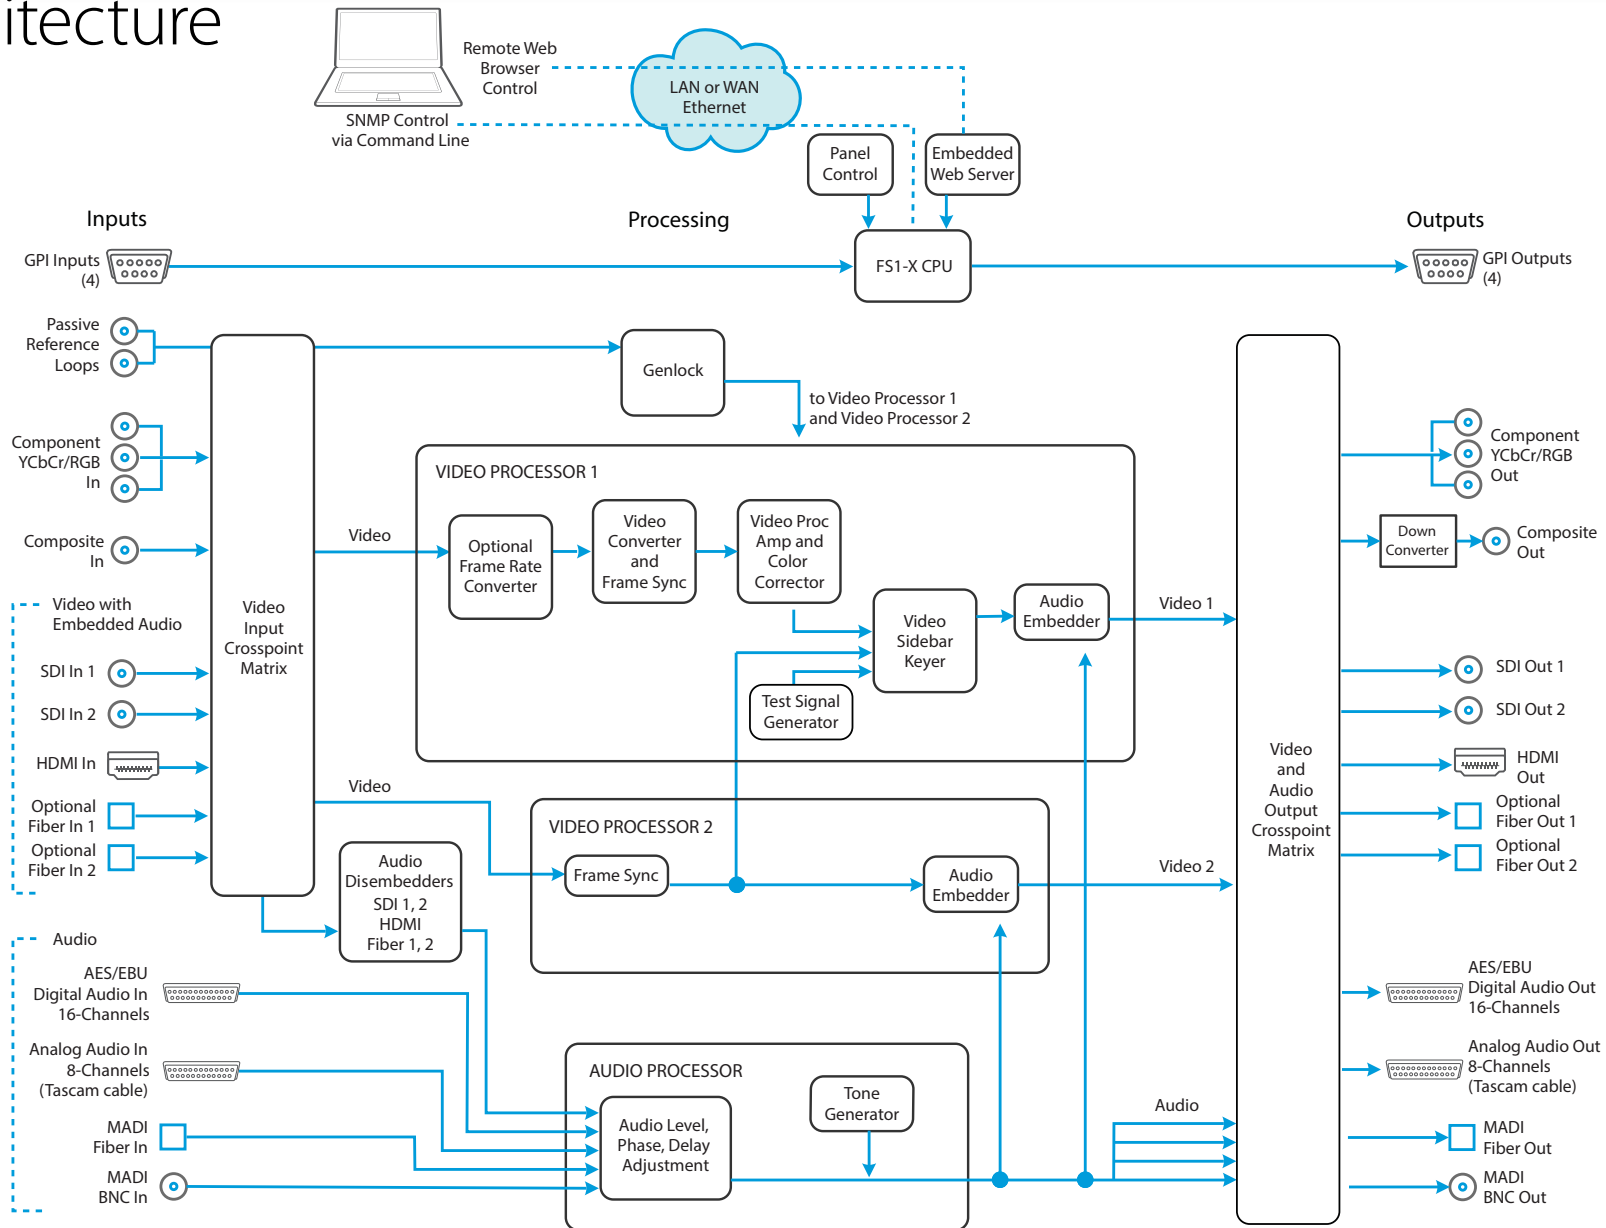 itecture
Remote Web
Browser
Control
LAN or WAN
Ethernet
SNMP Control
via Command Line
Panel
Control
Embedded
Web Server
Inputs
Processing
Outputs
GPI Inputs
(4)
FS1-X CPU
GPI Outputs
(4)
Passive
Reference
Loops
Genlock
to Video Processor 1
and Video Processor 2
Component
YCbCr/RGB
In
Component
YCbCr/RGB
Out
VIDEO PROCESSOR 1
Composite
In
Video
Optional
Frame Rate
Converter
Video
Converter
and
Frame Sync
Video Proc
Amp and
Color
Corrector
Down
Converter
Composite
Out
Video with
Embedded Audio
Video
Input
Crosspoint
Matrix
Video
Sidebar
Keyer
Audio
Embedder
Video 1
SDI In 1
SDI In 2
Test Signal
Generator
SDI Out 1
SDI Out 2
HDMI In
Video
and
Audio
Output
Crosspoint
Matrix
HDMI
Out
Optional
Fiber In 1
Optional
Fiber In 2
Video
VIDEO PROCESSOR 2
Optional
Fiber Out 1
Optional
Fiber Out 2
Audio
Disembedders
SDI 1, 2
HDMI
Fiber 1, 2
Frame Sync
Audio
Embedder
Video 2
Audio
AES/EBU
Digital Audio In
16-Channels
AES/EBU
Digital Audio Out
16-Channels
Analog Audio In
8-Channels
(Tascam cable)
Analog Audio Out
8-Channels
(Tascam cable)
AUDIO PROCESSOR
Tone
Generator
Audio Level,
Phase, Delay
Adjustment
Audio
MADI
Fiber In
MADI
Fiber Out
MADI
BNC In
MADI
BNC Out